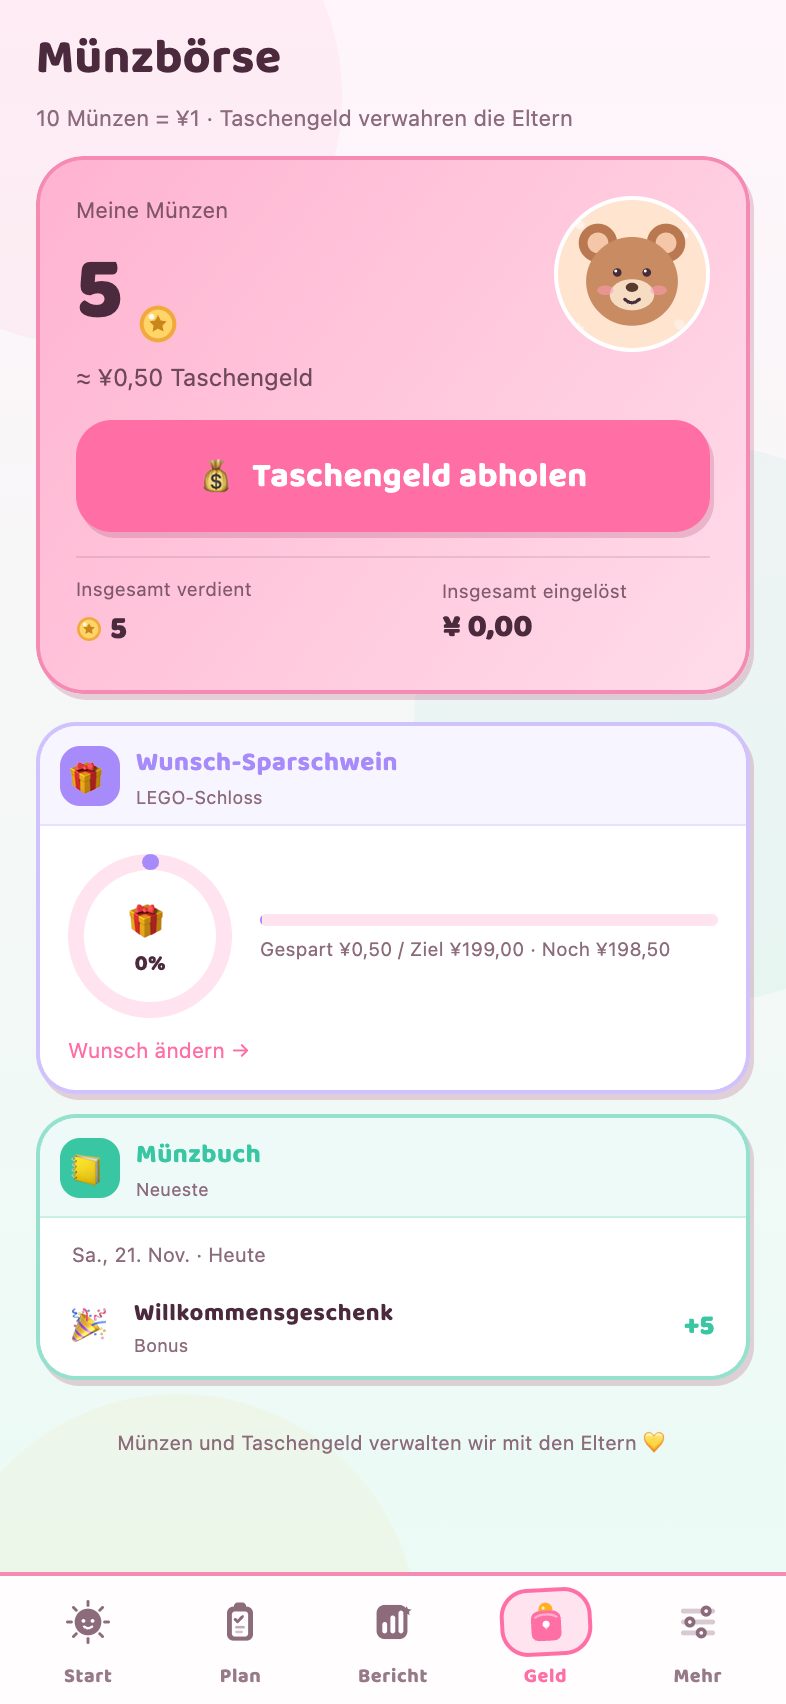 Münzbörse
10 Münzen = ¥1 · Taschengeld verwahren die Eltern
Meine Münzen
5
≈ ¥0,50 Taschengeld
Taschengeld abholen
Insgesamt verdient
5
Insgesamt eingelöst
¥ 0,00
Wunsch-Sparschwein
LEGO-Schloss
0%
Gespart ¥0,50 / Ziel ¥199,00 · Noch ¥198,50
Wunsch ändern →
Münzbuch
Neueste
Sa., 21. Nov. · Heute
Willkommensgeschenk
+5
Bonus
Münzen und Taschengeld verwalten wir mit den Eltern 💛
Start
Plan
Bericht
Geld
Mehr